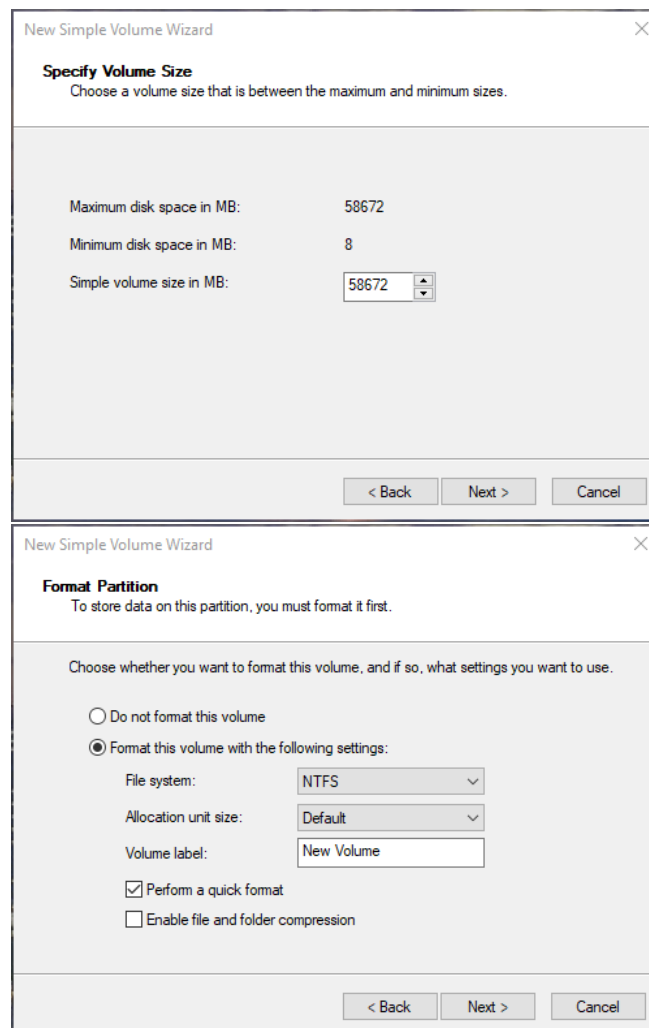 New Simple Volume Wizard
Specify Volume Size
Choose a volume size that is between the maximum and minimum sizes.
Maximum disk space in MB: 58672
Minimum disk space in MB: 8
Simple volume size in MB: 58672
< Back Next > Cancel
New Simple Volume Wizard
Format Partition
To store data on this partition, you must format it first.
Choose whether you want to format this volume, and if so, what settings you want to use.
Do not format this volume
Format this volume with the following settings:
File system: NTFS
Allocation unit size: Default
Volume label: New Volume
Perform a quick format
Enable file and folder compression
< Back Next > Cancel